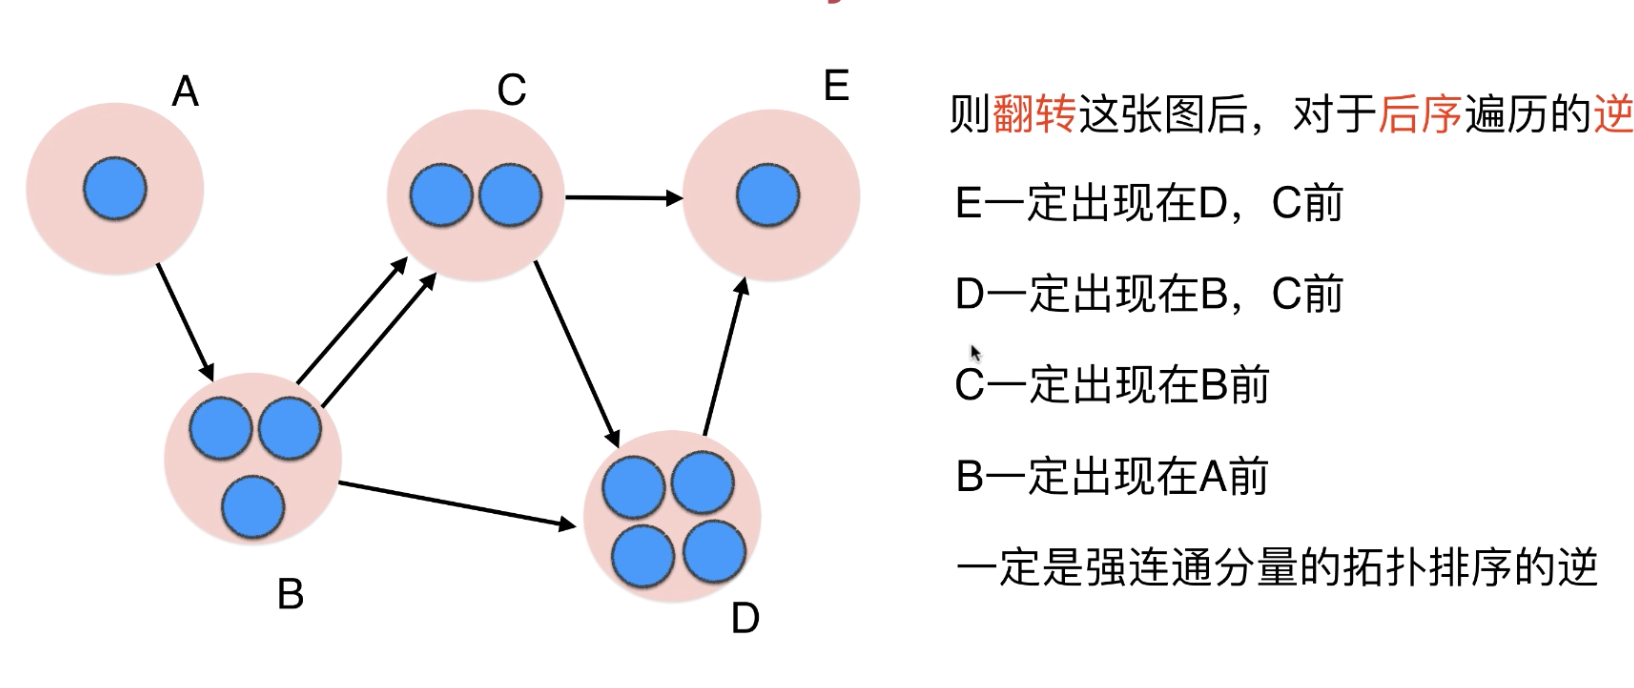 A
C
E
B
D
则翻转这张图后，对于后序遍历的逆
E一定出现在D，C前
D一定出现在B，C前
C一定出现在B前
B一定出现在A前
一定是强连通分量的拓扑排序的逆